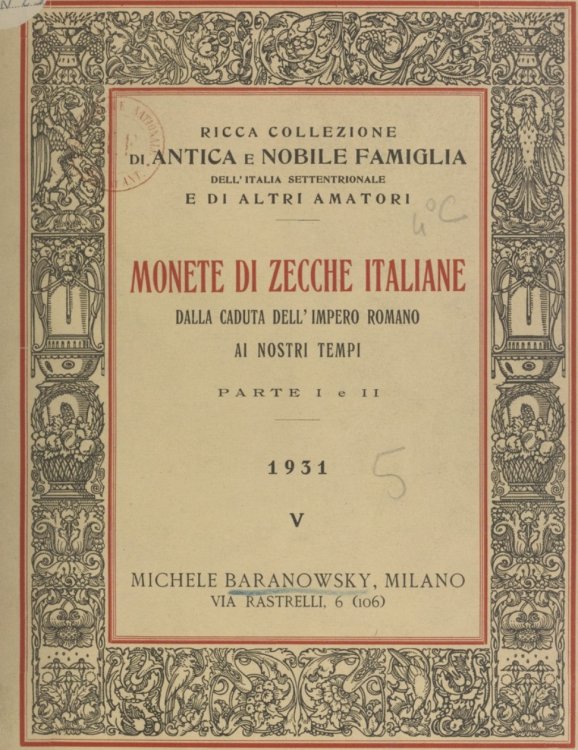 RICCA COLLEZIONE
DI ANTICA E NOBILE FAMIGLIA
DELL'ITALIA SETTENTRIONALE
E DI ALTRI AMATORI
4° C
MONETE DI ZECCHE ITALIANE
DALLA CADUTA DELL'IMPERO ROMANO
AI NOSTRI TEMPI
PARTE I e II
1931
5
V
MICHELE BARANOWSKY, MILANO
VIA RASTRELLI, 6 (106)